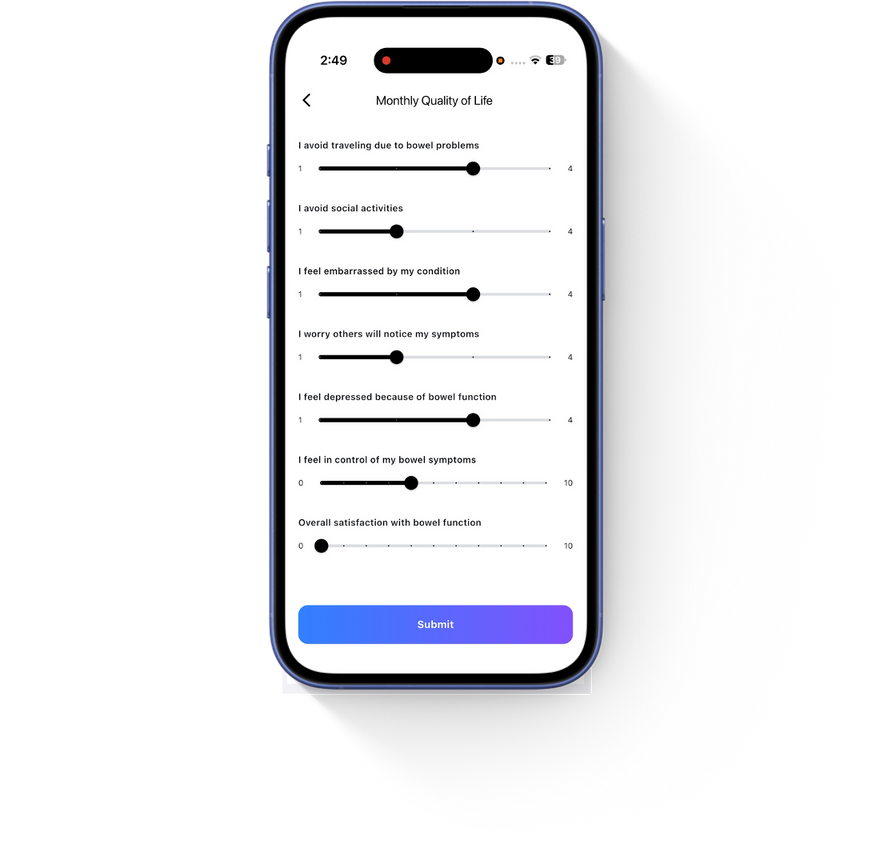 2:49
39
Monthly Quality of Life
I avoid traveling due to bowel problems
1 4
I avoid social activities
1 4
I feel embarrassed by my condition
1 4
I worry others will notice my symptoms
1 4
I feel depressed because of bowel function
1 4
I feel in control of my bowel symptoms
0 10
Overall satisfaction with bowel function
0 10
Submit